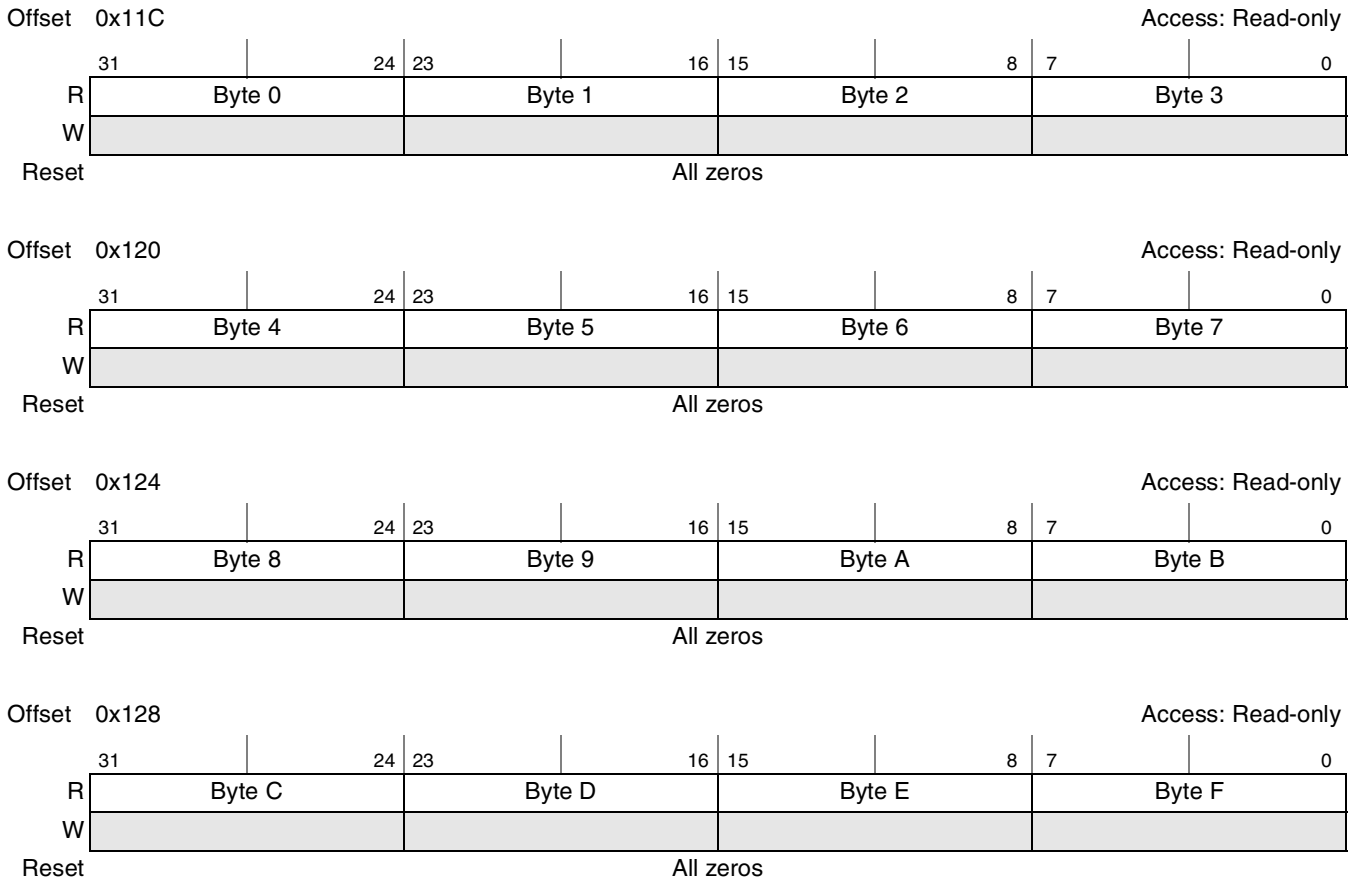 Offset 0x11C Access: Read-only
31 24 23 16 15 8 7 0
R Byte 0 Byte 1 Byte 2 Byte 3
W
Reset All zeros
Offset 0x120 Access: Read-only
31 24 23 16 15 8 7 0
R Byte 4 Byte 5 Byte 6 Byte 7
W
Reset All zeros
Offset 0x124 Access: Read-only
31 24 23 16 15 8 7 0
R Byte 8 Byte 9 Byte A Byte B
W
Reset All zeros
Offset 0x128 Access: Read-only
31 24 23 16 15 8 7 0
R Byte C Byte D Byte E Byte F
W
Reset All zeros